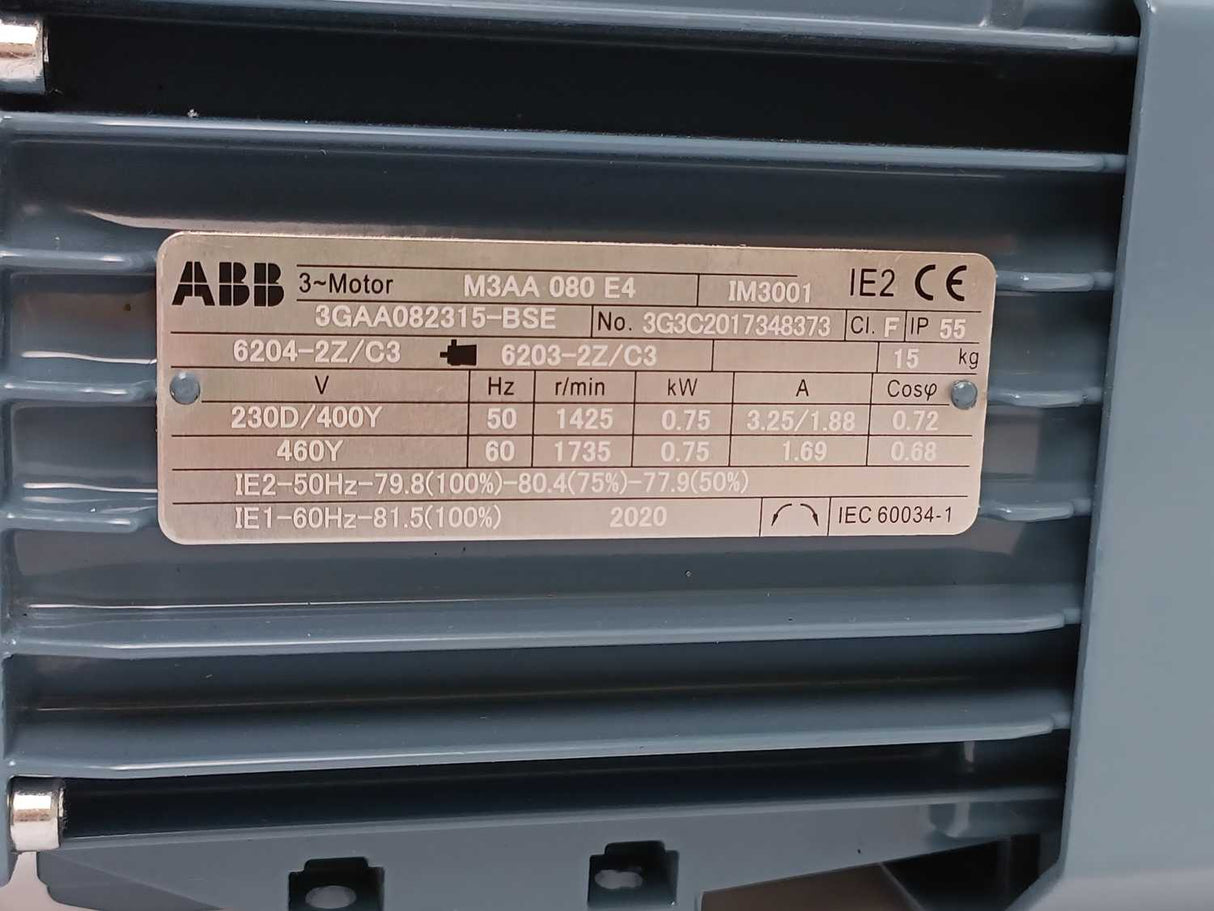 ABB 3~Motor M3AA 080 E4 IM3001 IE2 CE
3GAA082315-BSE No. 3G3C2017348373 Cl. F IP 55
6204-2Z/C3 6203-2Z/C3 15 kg
V Hz r/min kW A Cosφ
230D/400Y 50 1425 0.75 3.25/1.88 0.72
460Y 60 1735 0.75 1.69 0.68
IE2-50Hz-79.8(100%)-80.4(75%)-77.9(50%)
IE1-60Hz-81.5(100%) 2020 IEC 60034-1